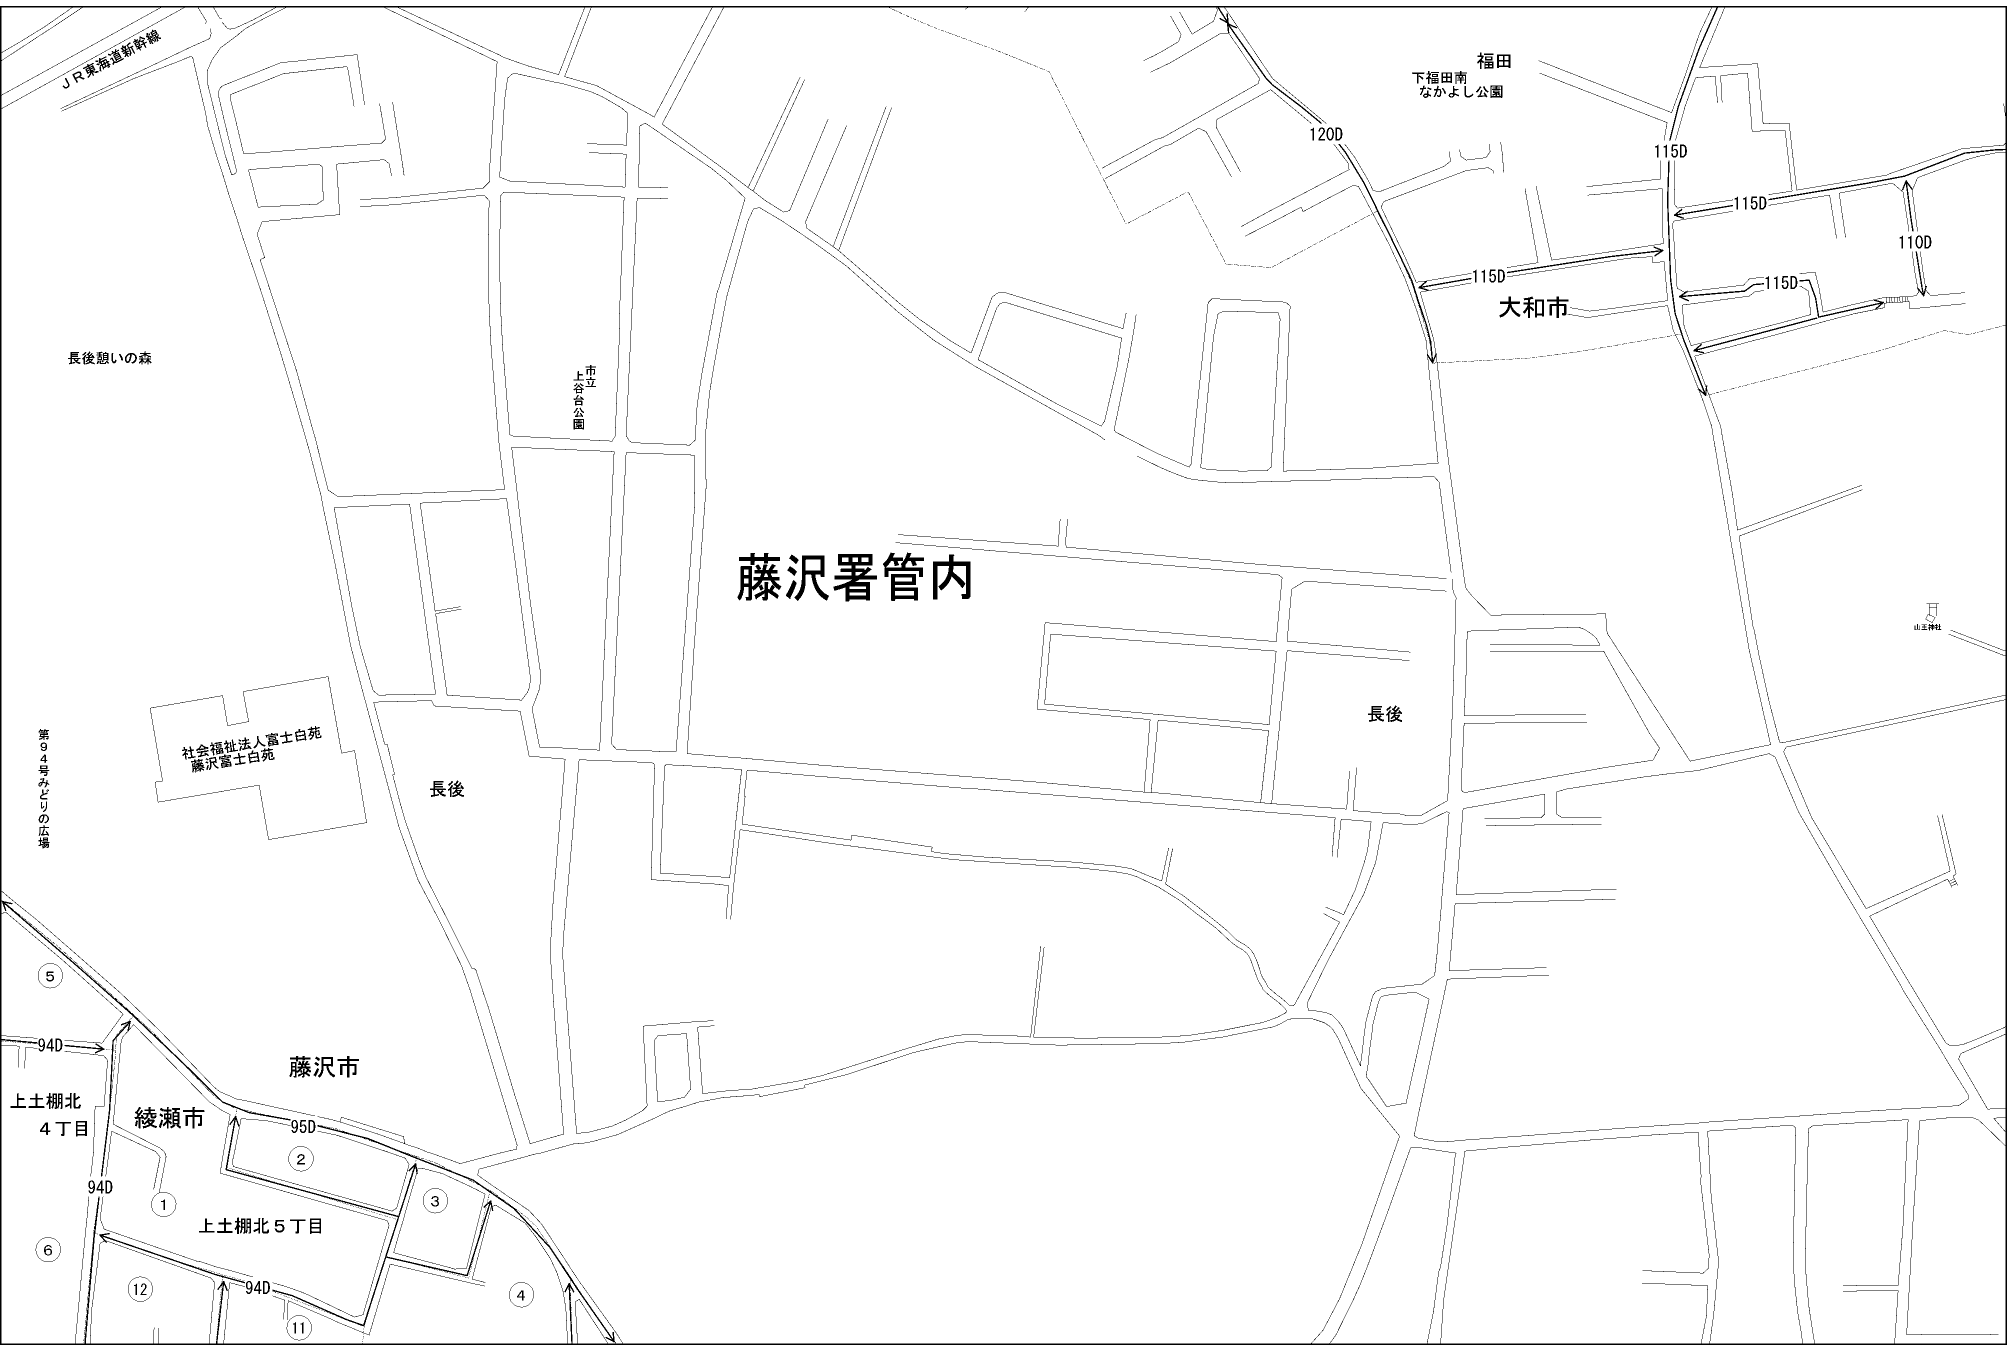 JR東海道新幹線
福田
下福田南
なかよし公園
120D
115D
115D
110D
115D
115D
大和市
長後憩いの森
市立
上谷台公園
藤沢署管内
山王神社
長後
社会福祉法人富士白苑
藤沢富士白苑
第94号みどりの広場
長後
5
94D
藤沢市
上土棚北
4丁目
綾瀬市
95D
2
94D
1
3
上土棚北5丁目
6
12
94D
4
11